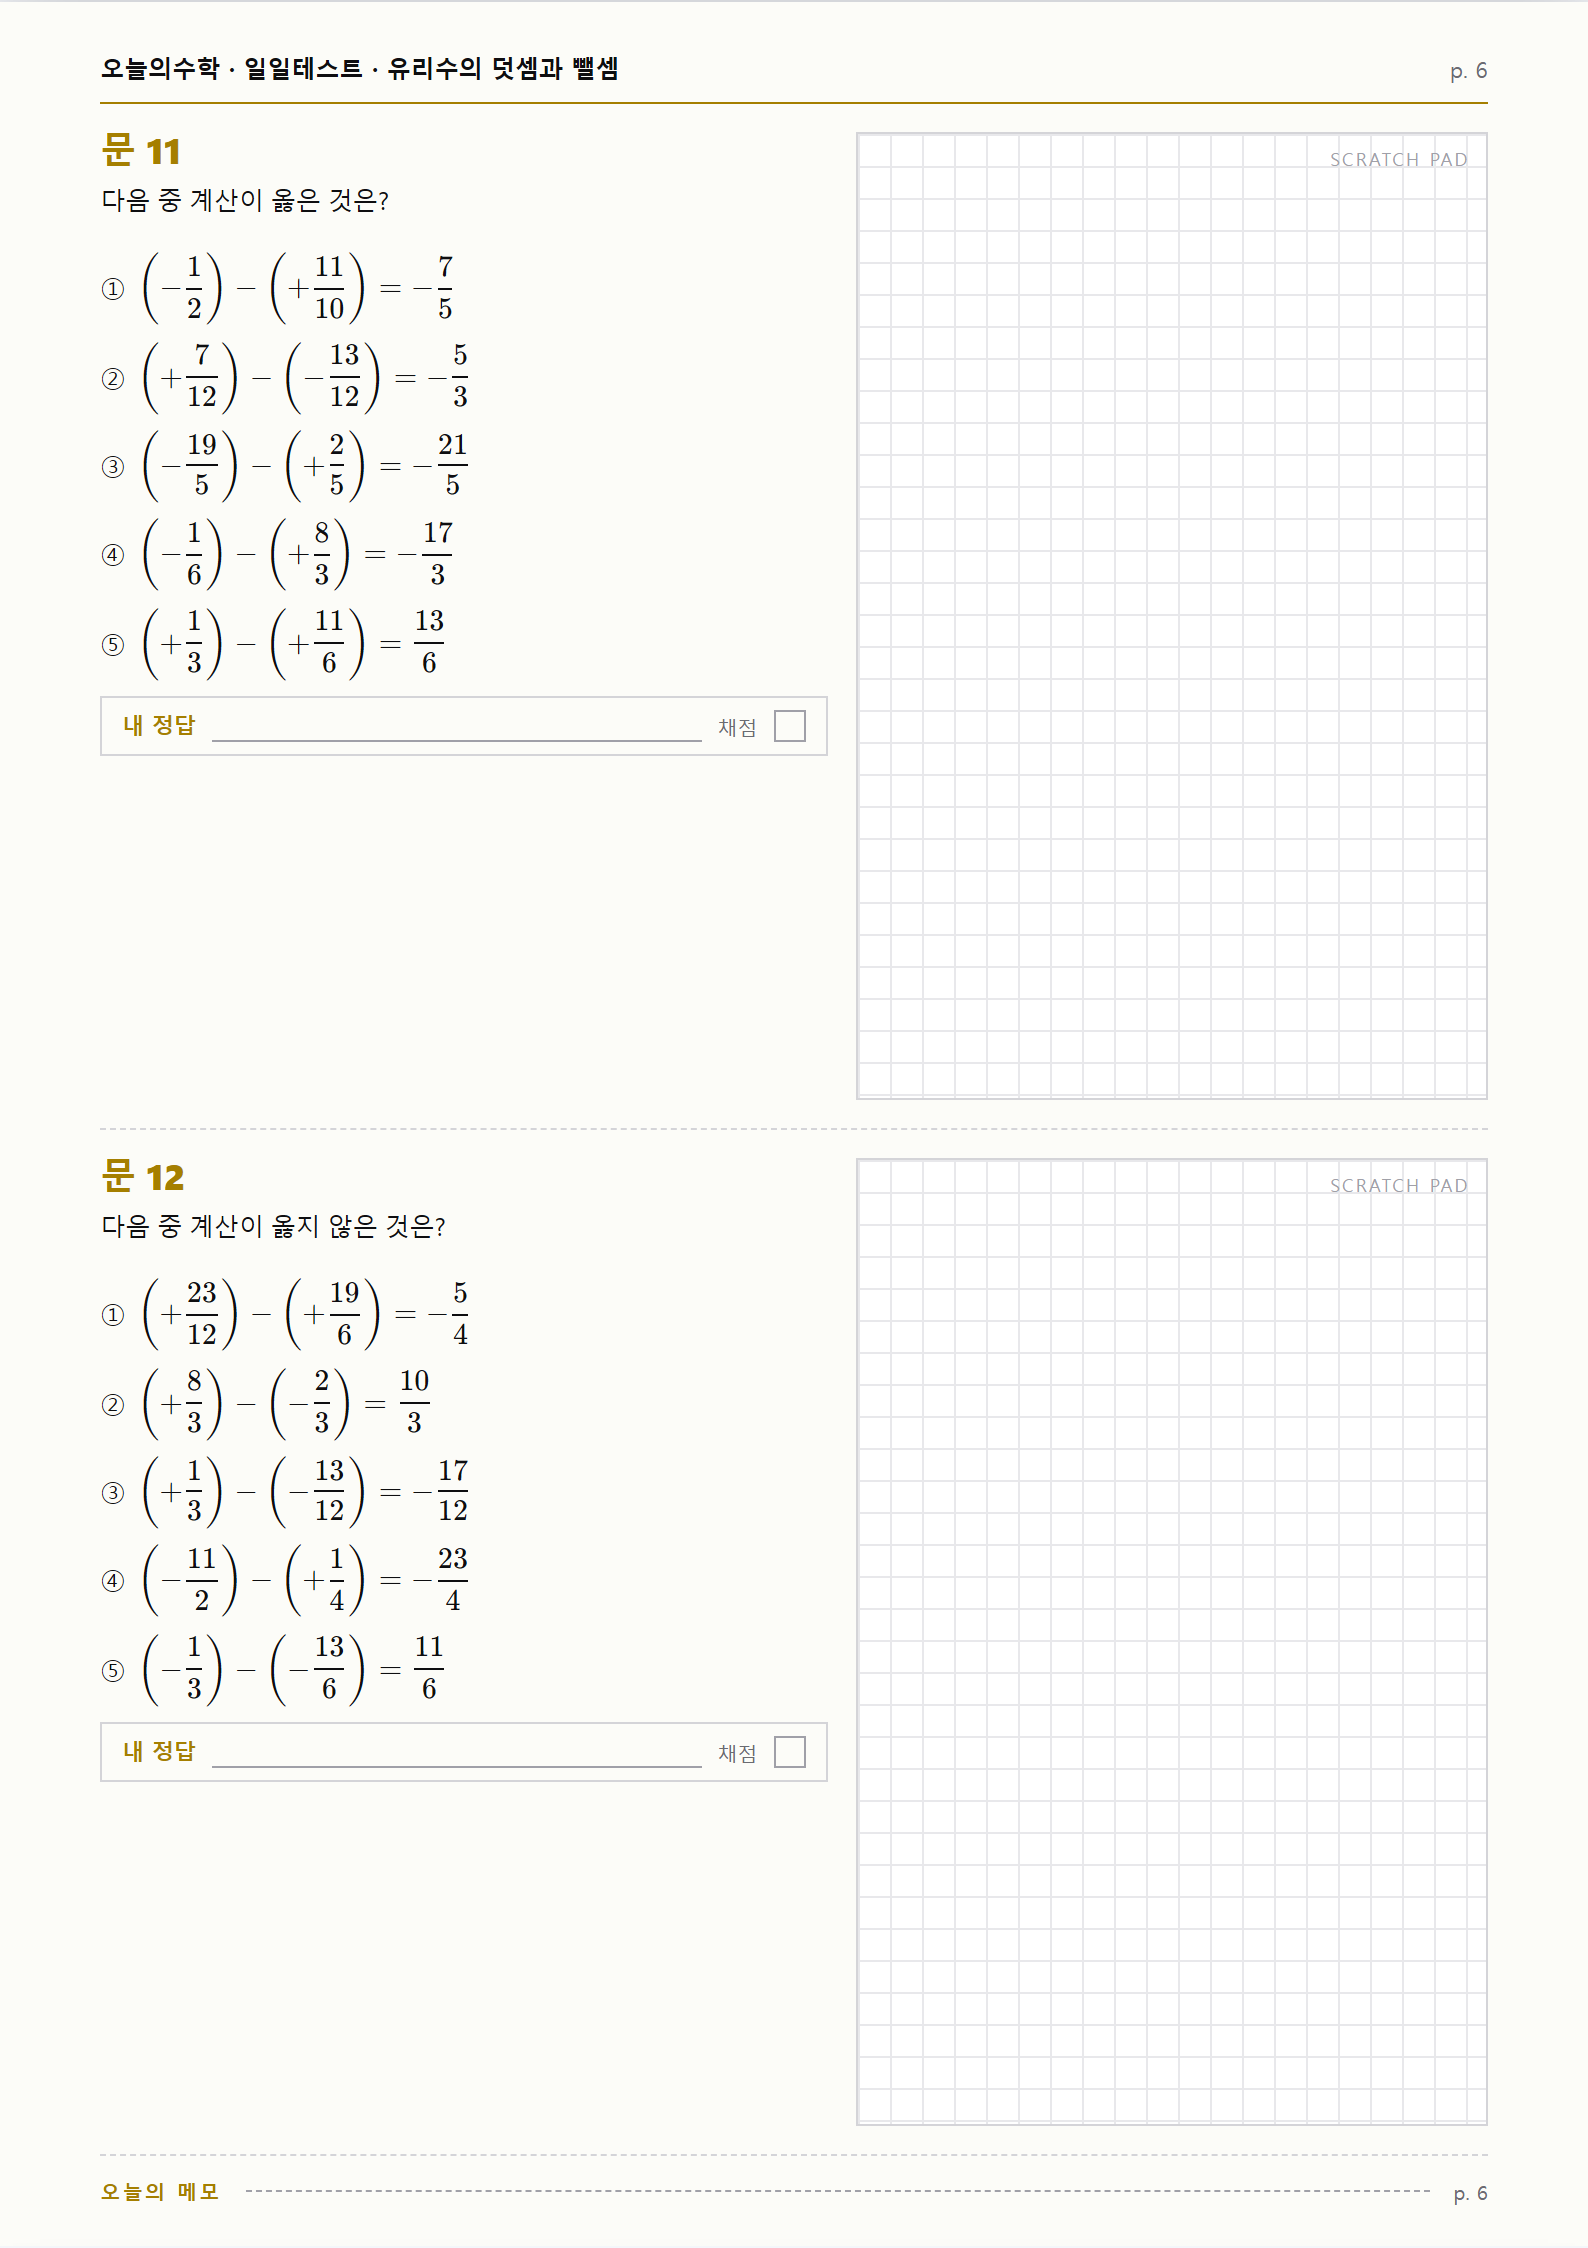 오늘의수학 · 일일테스트 · 유리수의 덧셈과 뺄셈
p. 6
문 11
다음 중 계산이 옳은 것은?
① (−1/2) − (+11/10) = −7/5
② (+7/12) − (−13/12) = −5/3
③ (−19/5) − (+2/5) = −21/5
④ (−1/6) − (+8/3) = −17/3
⑤ (+1/3) − (+11/6) = 13/6
내 정답
채점
SCRATCH PAD
문 12
다음 중 계산이 옳지 않은 것은?
① (+23/12) − (+19/6) = −5/4
② (+8/3) − (−2/3) = 10/3
③ (+1/3) − (−13/12) = −17/12
④ (−11/2) − (+1/4) = −23/4
⑤ (−1/3) − (−13/6) = 11/6
내 정답
채점
SCRATCH PAD
오늘의 메모
p. 6